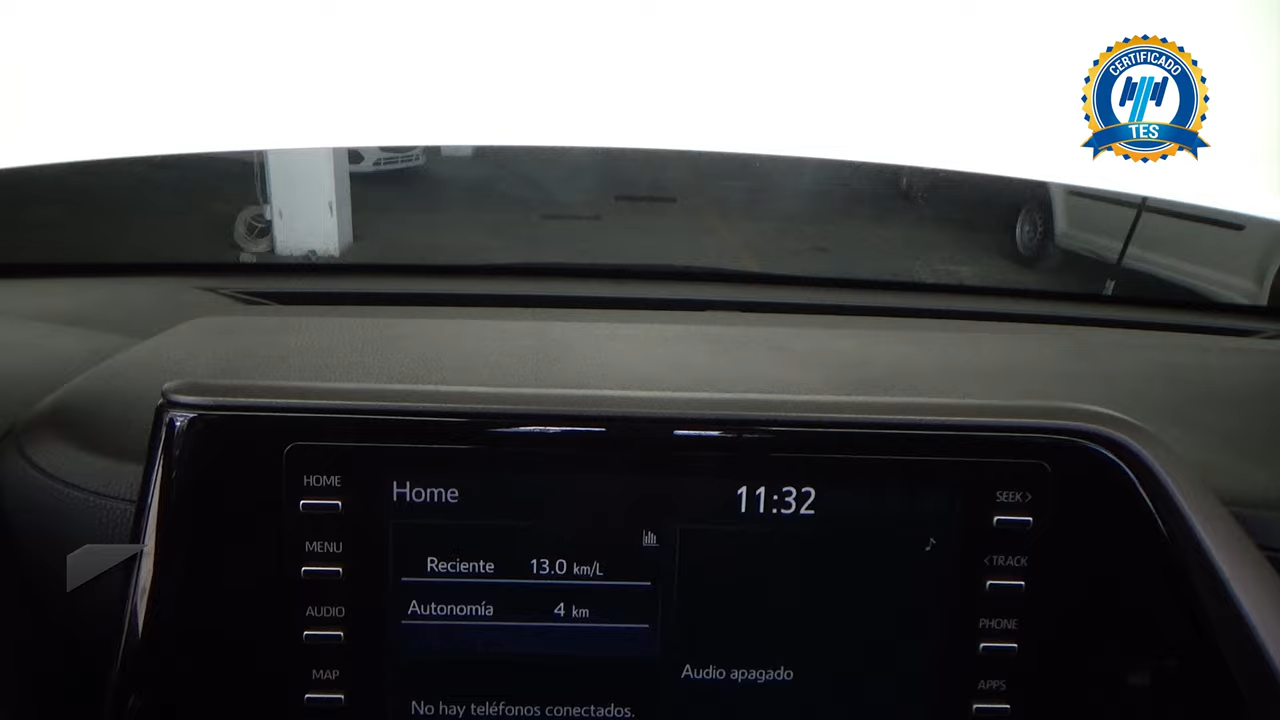 CERTIFICADO
TES
HOME
Home
11:32
SEEK>
MENU
Reciente 13.0 km/L
<TRACK
AUDIO
Autonomía 4 km
PHONE
MAP
Audio apagado
APPS
No hay teléfonos conectados.